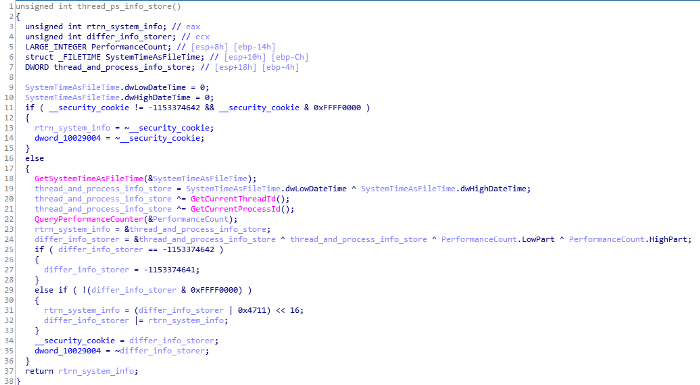 1 unsigned int thread_ps_info_store()
2 {
3 unsigned int rtrn_system_info; // eax
4 unsigned int differ_info_storer; // ecx
5 LARGE_INTEGER PerformanceCount; // [esp+8h] [ebp-14h]
6 struct _FILETIME SystemTimeAsFileTime; // [esp+10h] [ebp-Ch]
7 DWORD thread_and_process_info_store; // [esp+18h] [ebp-4h]
8
9 SystemTimeAsFileTime.dwLowDateTime = 0;
10 SystemTimeAsFileTime.dwHighDateTime = 0;
11 if ( __security_cookie != -1153374642 && __security_cookie & 0xFFFF0000 )
12 {
13 rtrn_system_info = ~__security_cookie;
14 dword_10029004 = ~__security_cookie;
15 }
16 else
17 {
18 GetSystemTimeAsFileTime(&SystemTimeAsFileTime);
19 thread_and_process_info_store = SystemTimeAsFileTime.dwLowDateTime ^ SystemTimeAsFileTime.dwHighDateTime;
20 thread_and_process_info_store ^= GetCurrentThreadId();
21 thread_and_process_info_store ^= GetCurrentProcessId();
22 QueryPerformanceCounter(&PerformanceCount);
23 rtrn_system_info = &thread_and_process_info_store;
24 differ_info_storer = &thread_and_process_info_store ^ thread_and_process_info_store ^ PerformanceCount.LowPart ^ PerformanceCount.HighPart;
25 if ( differ_info_storer == -1153374642 )
26 {
27 differ_info_storer = -1153374641;
28 }
29 else if ( !(differ_info_storer & 0xFFFF0000) )
30 {
31 rtrn_system_info = (differ_info_storer | 0x4711) << 16;
32 differ_info_storer |= rtrn_system_info;
33 }
34 __security_cookie = differ_info_storer;
35 dword_10029004 = ~differ_info_storer;
36 }
37 return rtrn_system_info;
38 }